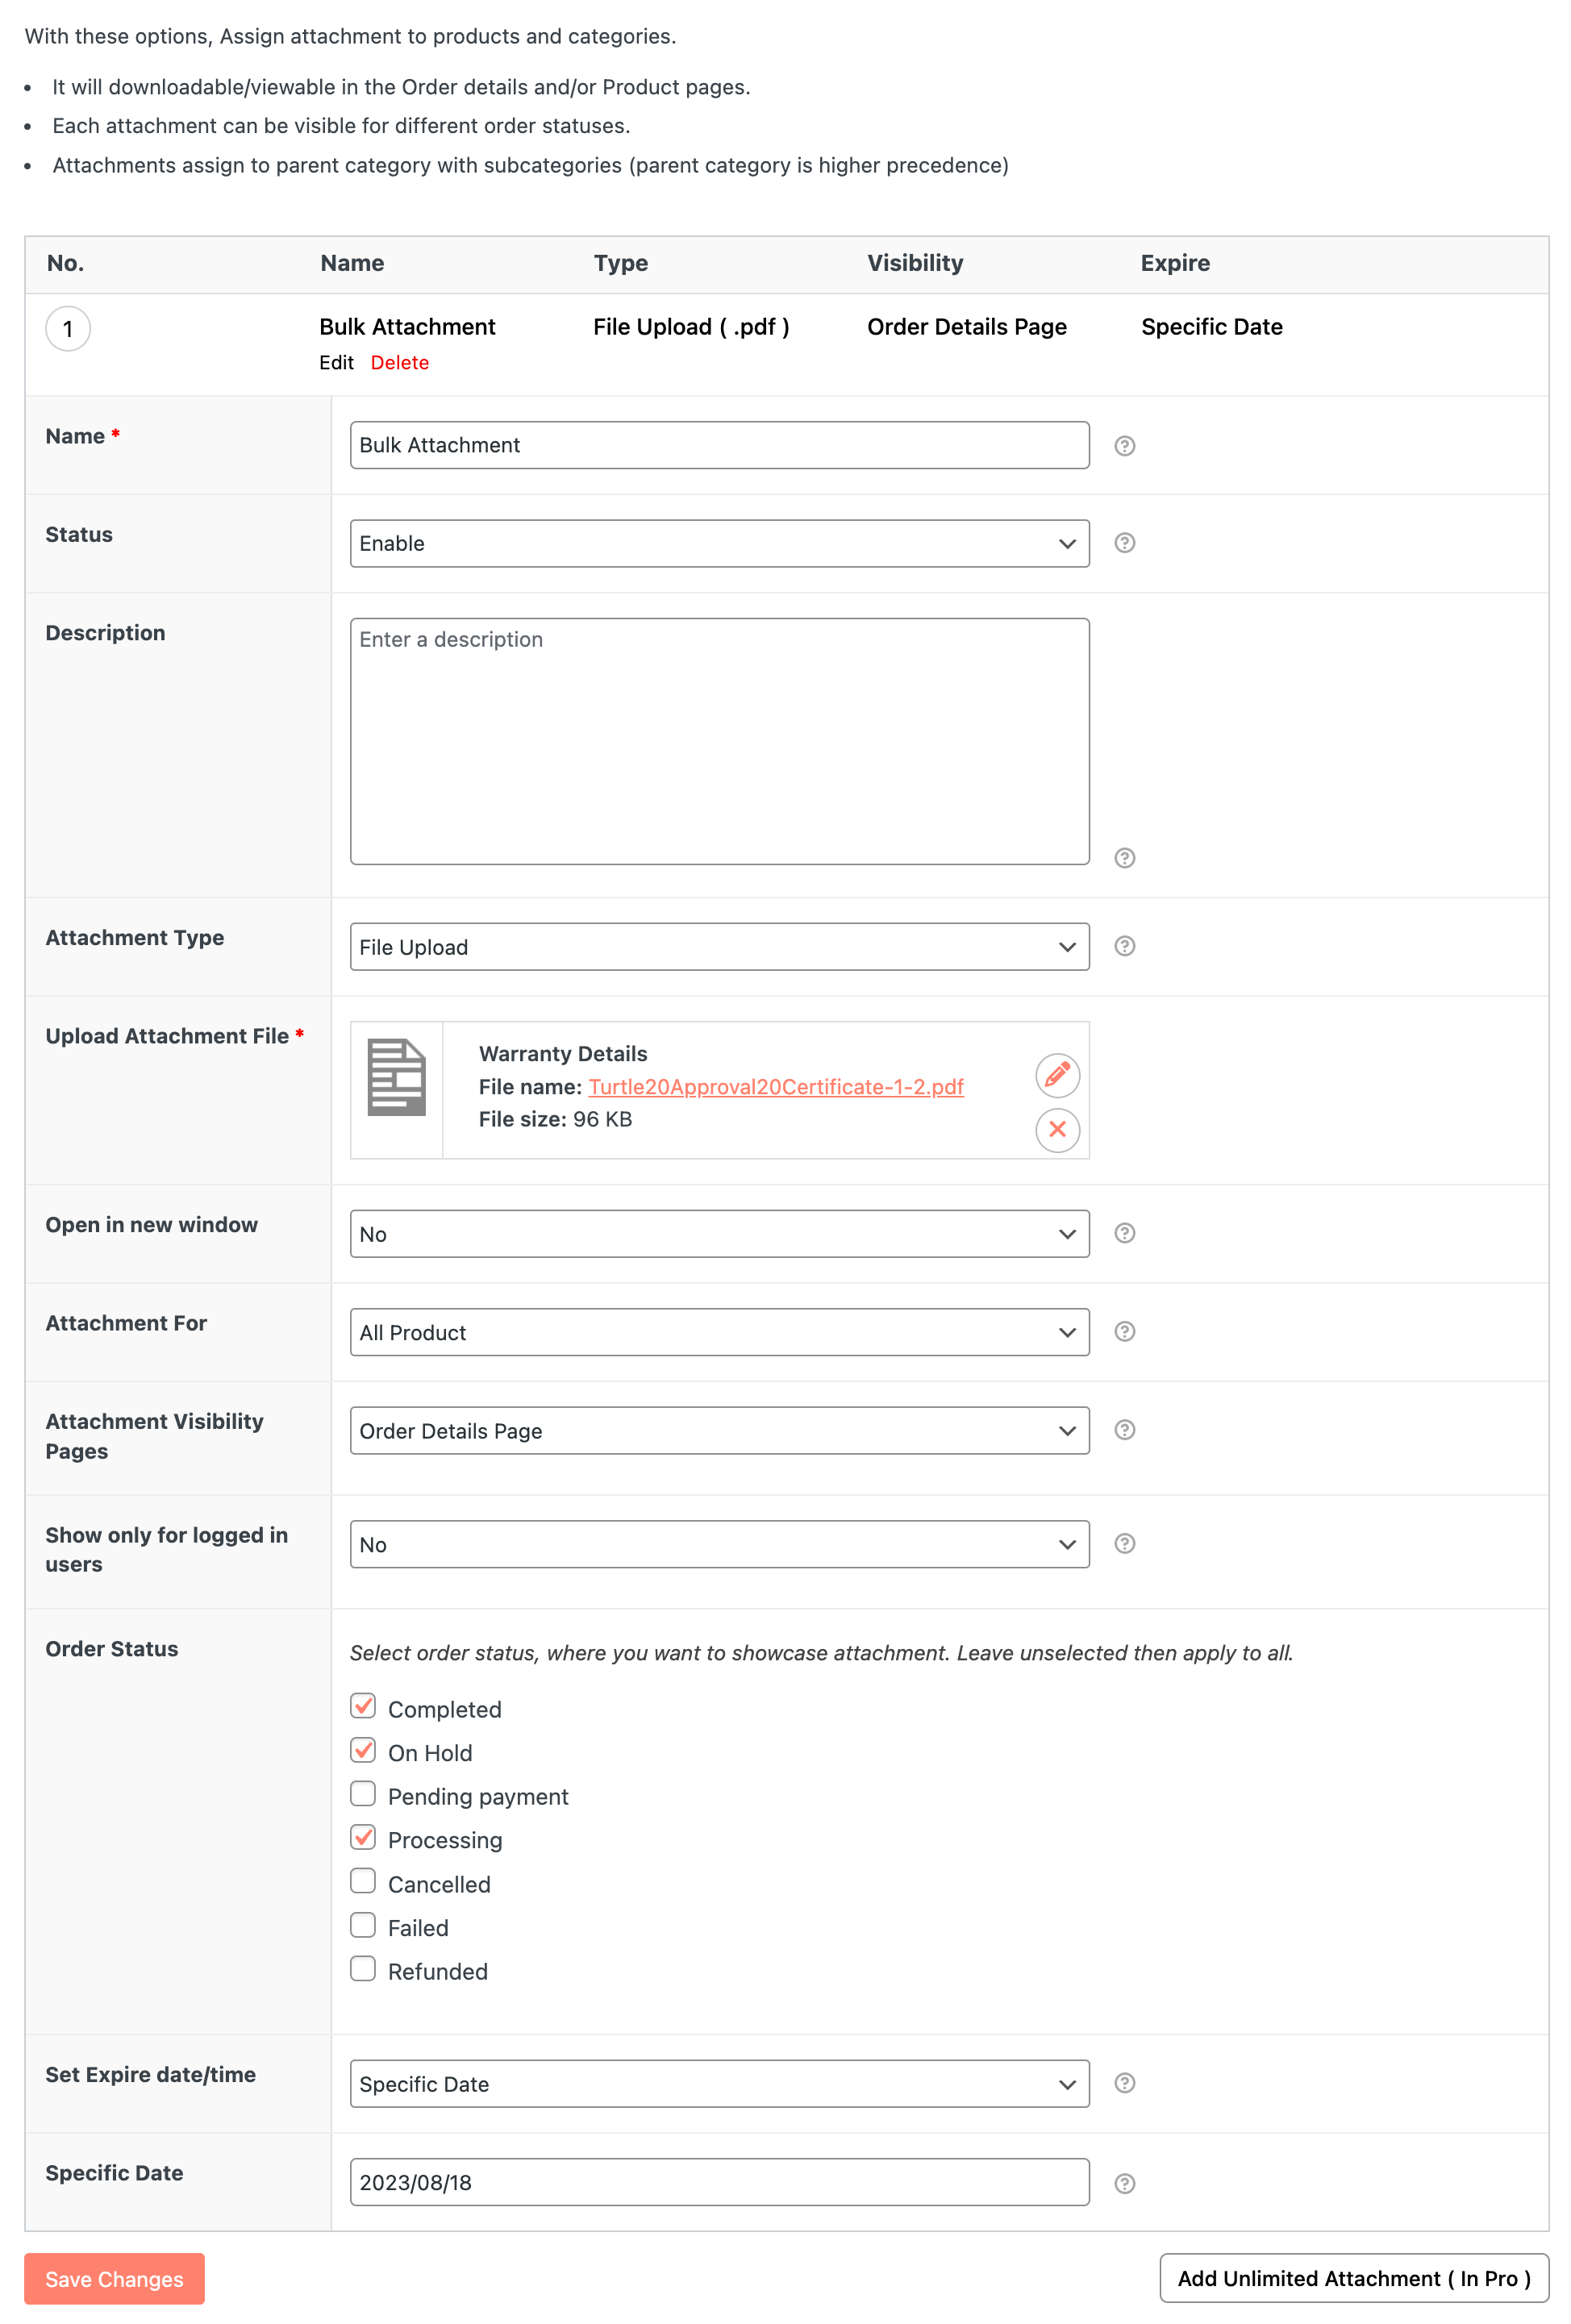 With these options, Assign attachment to products and categories.
• It will downloadable/viewable in the Order details and/or Product pages.
• Each attachment can be visible for different order statuses.
• Attachments assign to parent category with subcategories (parent category is higher precedence)
No. Name Type Visibility Expire
1 Bulk Attachment File Upload ( .pdf ) Order Details Page Specific Date
Edit Delete
Name * Bulk Attachment
Status Enable
Description Enter a description
Attachment Type File Upload
Upload Attachment File * Warranty Details
File name: Turtle20Approval20Certificate-1-2.pdf
File size: 96 KB
Open in new window No
Attachment For All Product
Attachment Visibility
Pages
Order Details Page
Show only for logged in
users
No
Order Status Select order status, where you want to showcase attachment. Leave unselected then apply to all.
Completed
On Hold
Pending payment
Processing
Cancelled
Failed
Refunded
Set Expire date/time Specific Date
Specific Date 2023/08/18
Save Changes Add Unlimited Attachment ( In Pro )